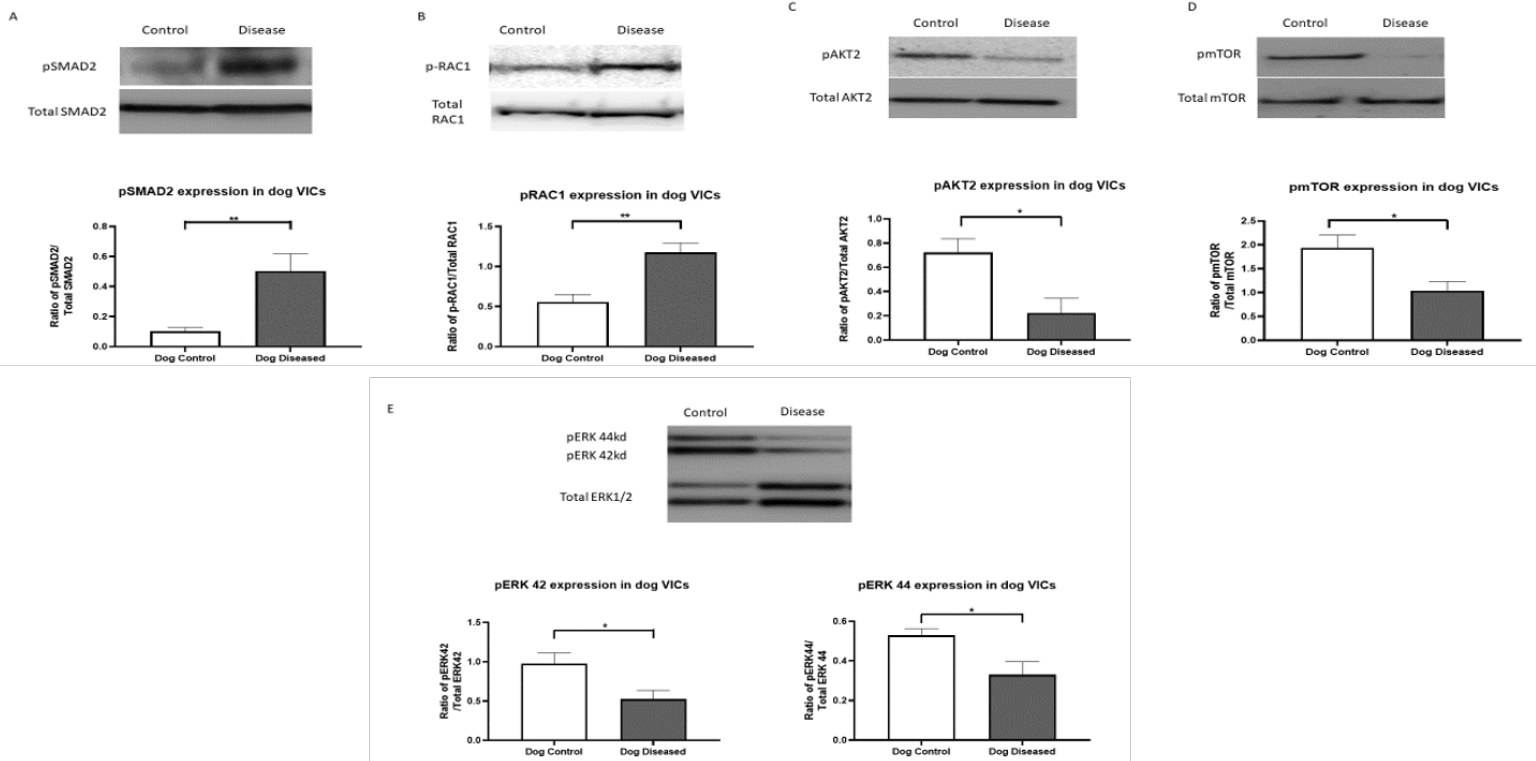 A
Control Disease
pSMAD2
Total SMAD2
pSMAD2 expression in dog VICs
**
Ratio of pSMAD2/
Total SMAD2
0.8
0.6
0.4
0.2
0.0
Dog Control Dog Diseased
B
Control Disease
p-RAC1
Total
RAC1
pRAC1 expression in dog VICs
**
Ratio of p-RAC1/Total RAC1
1.5
1.0
0.5
0.0
Dog Control Dog Diseased
C
Control Disease
pAKT2
Total AKT2
pAKT2 expression in dog VICs
*
Ratio of pAKT2/Total AKT2
1.0
0.8
0.6
0.4
0.2
0.0
Dog Control Dog Diseased
D
Control Disease
pmTOR
Total mTOR
pmTOR expression in dog VICs
*
Ratio of pmTOR
/Total mTOR
2.5
2.0
1.5
1.0
0.5
0.0
Dog Control Dog Diseased
E
Control Disease
pERK 44kd
pERK 42kd
Total ERK1/2
pERK 42 expression in dog VICs
*
Ratio of pERK42
/Total ERK42
1.5
1.0
0.5
0.0
Dog Control Dog Diseased
pERK 44 expression in dog VICs
*
Ratio of pERK44/
Total ERK 44
0.6
0.4
0.2
0.0
Dog Control Dog Diseased